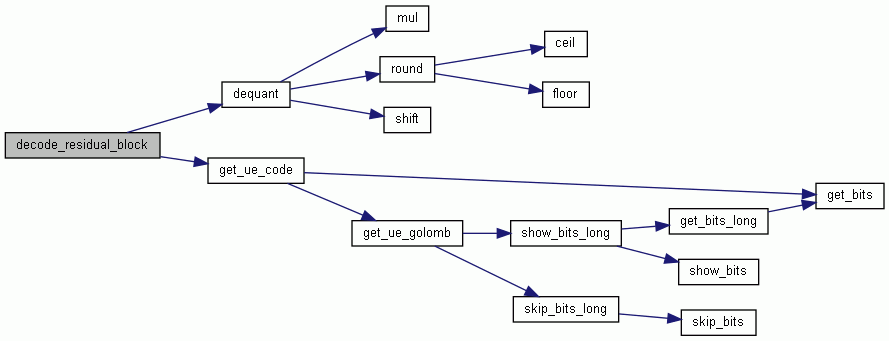 mul
ceil
round
dequant
floor
shift
decode_residual_block
get_ue_code
get_bits
get_bits_long
get_ue_golomb
show_bits_long
show_bits
skip_bits_long
skip_bits